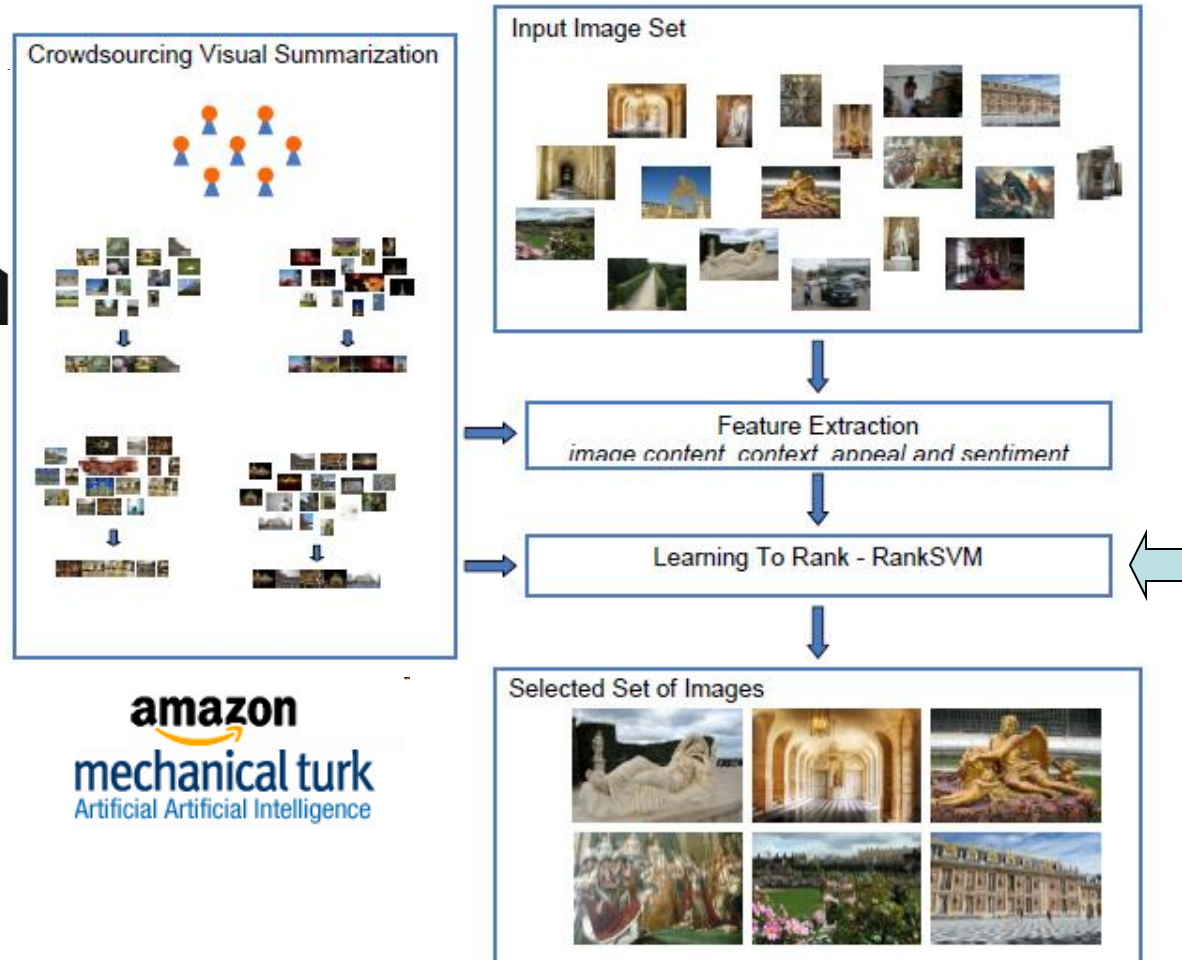 Crowdsourcing Visual Summarization
Input Image Set
Feature Extraction
image content, context, appeal and sentiment
Learning To Rank - RankSVM
Selected Set of Images
amazon
mechanical turk
Artificial Artificial Intelligence